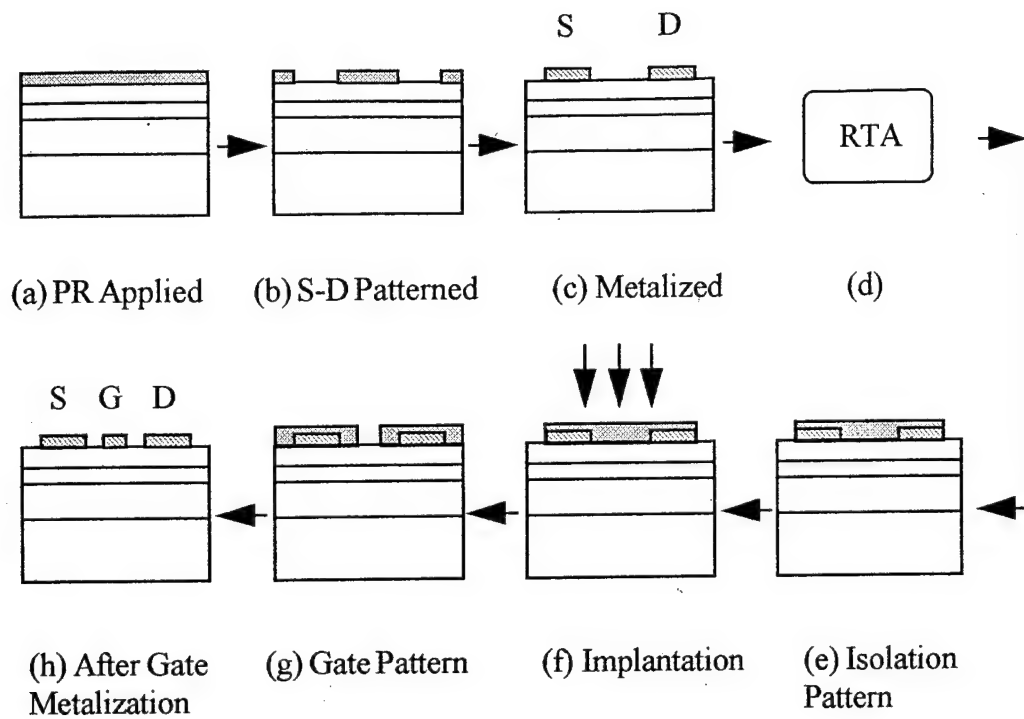 S D
RTA
(a) PR Applied
(b) S-D Patterned
(c) Metalized
(d)
S G D
(h) After Gate
Metalization
(g) Gate Pattern
(f) Implantation
(e) Isolation
Pattern